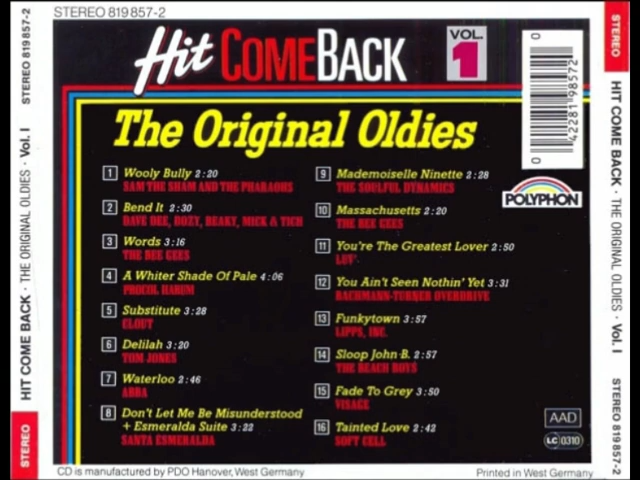 STEREO 819 857-2
Hit COMEBACK
VOL. 1
The Original Oldies
0 42281 98572 0
POLYPHON
1 Wooly Bully 2:20
SAM THE SHAM AND THE PHARAOHS
2 Bend It 2:30
DAVE DEE, DOZY, BEAKY, MICK & TICH
3 Words 3:16
THE BEE GEES
4 A Whiter Shade Of Pale 4:06
PROCOL HARUM
5 Substitute 3:28
CLOUT
6 Delilah 3:20
TOM JONES
7 Waterloo 2:46
ABBA
8 Don't Let Me Be Misunderstood
+ Esmeralda Suite 3:22
SANTA ESMERALDA
9 Mademoiselle Ninette 2:28
THE SOULFUL DYNAMICS
10 Massachusetts 2:20
THE BEE GEES
11 You're The Greatest Lover 2:50
LUV'
12 You Ain't Seen Nothin' Yet 3:31
BACHMANN-TURNER OVERDRIVE
13 Funkytown 3:57
LIPPS, INC.
14 Sloop John-B. 2:57
THE BEACH BOYS
15 Fade To Grey 3:50
VISAGE
16 Tainted Love 2:42
SOFT CELL
AAD
LC 0310
CD is manufactured by PDO Hanover, West Germany
Printed in West Germany
STEREO HIT COME BACK · THE ORIGINAL OLDIES · Vol. I STEREO 819 857-2
STEREO HIT COME BACK · THE ORIGINAL OLDIES · Vol. I STEREO 819 857-2